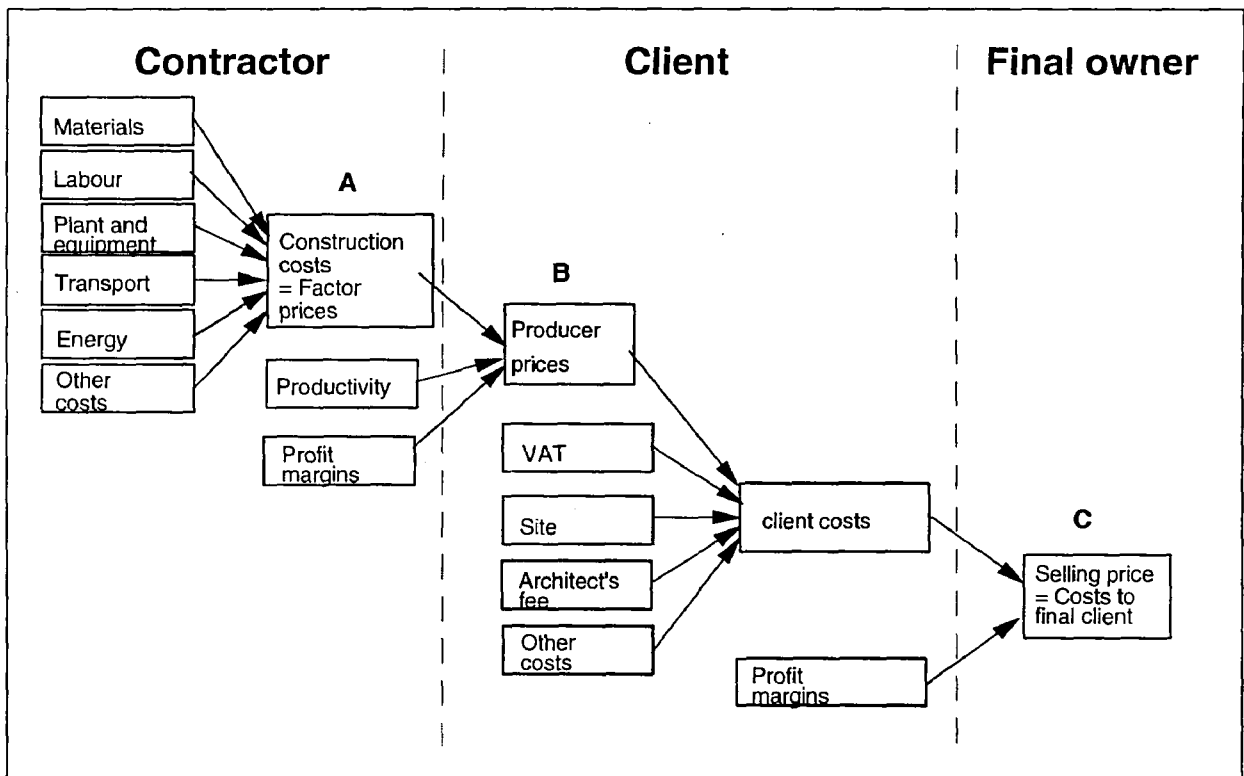 Contractor
Client
Final owner
Materials
Labour
Plant and
equipment
Transport
Energy
Other
costs
A
Construction
costs
= Factor
prices
Productivity
Profit
margins
B
Producer
prices
VAT
Site
Architect's
fee
Other
costs
client costs
Profit
margins
C
Selling price
= Costs to
final client